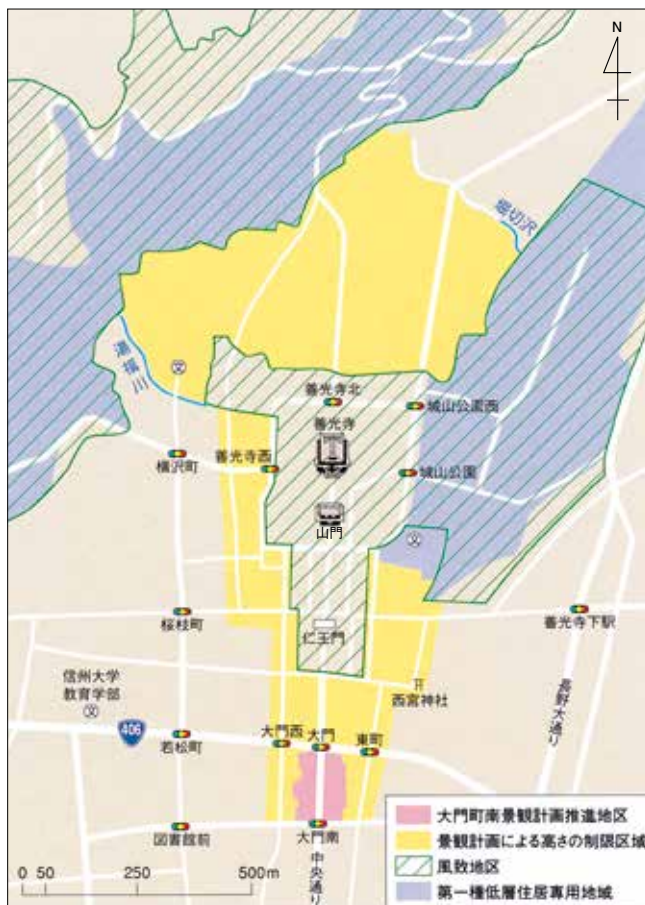 N
堀切沢
湯福川
善光寺北
城山公園西
善光寺
横沢町
善光寺西
城山公園
山門
文
文
桜枝町
仁王門
善光寺下駅
信州大学
教育学部
文
西宮神社
長野大通り
406
若松町
大門西
大門
東町
図書館前
大門南
中央通り
大門町南景観計画推進地区
景観計画による高さの制限区域
風致地区
第一種低層住居専用地域
0 50 250 500m